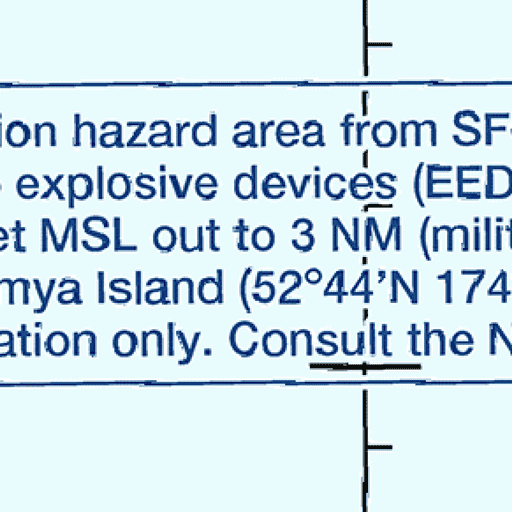 ion hazard area from SF-
explosive devices (EED
et MSL out to 3 NM (milit
mya Island (52°44’N 174
ation only. Consult the N